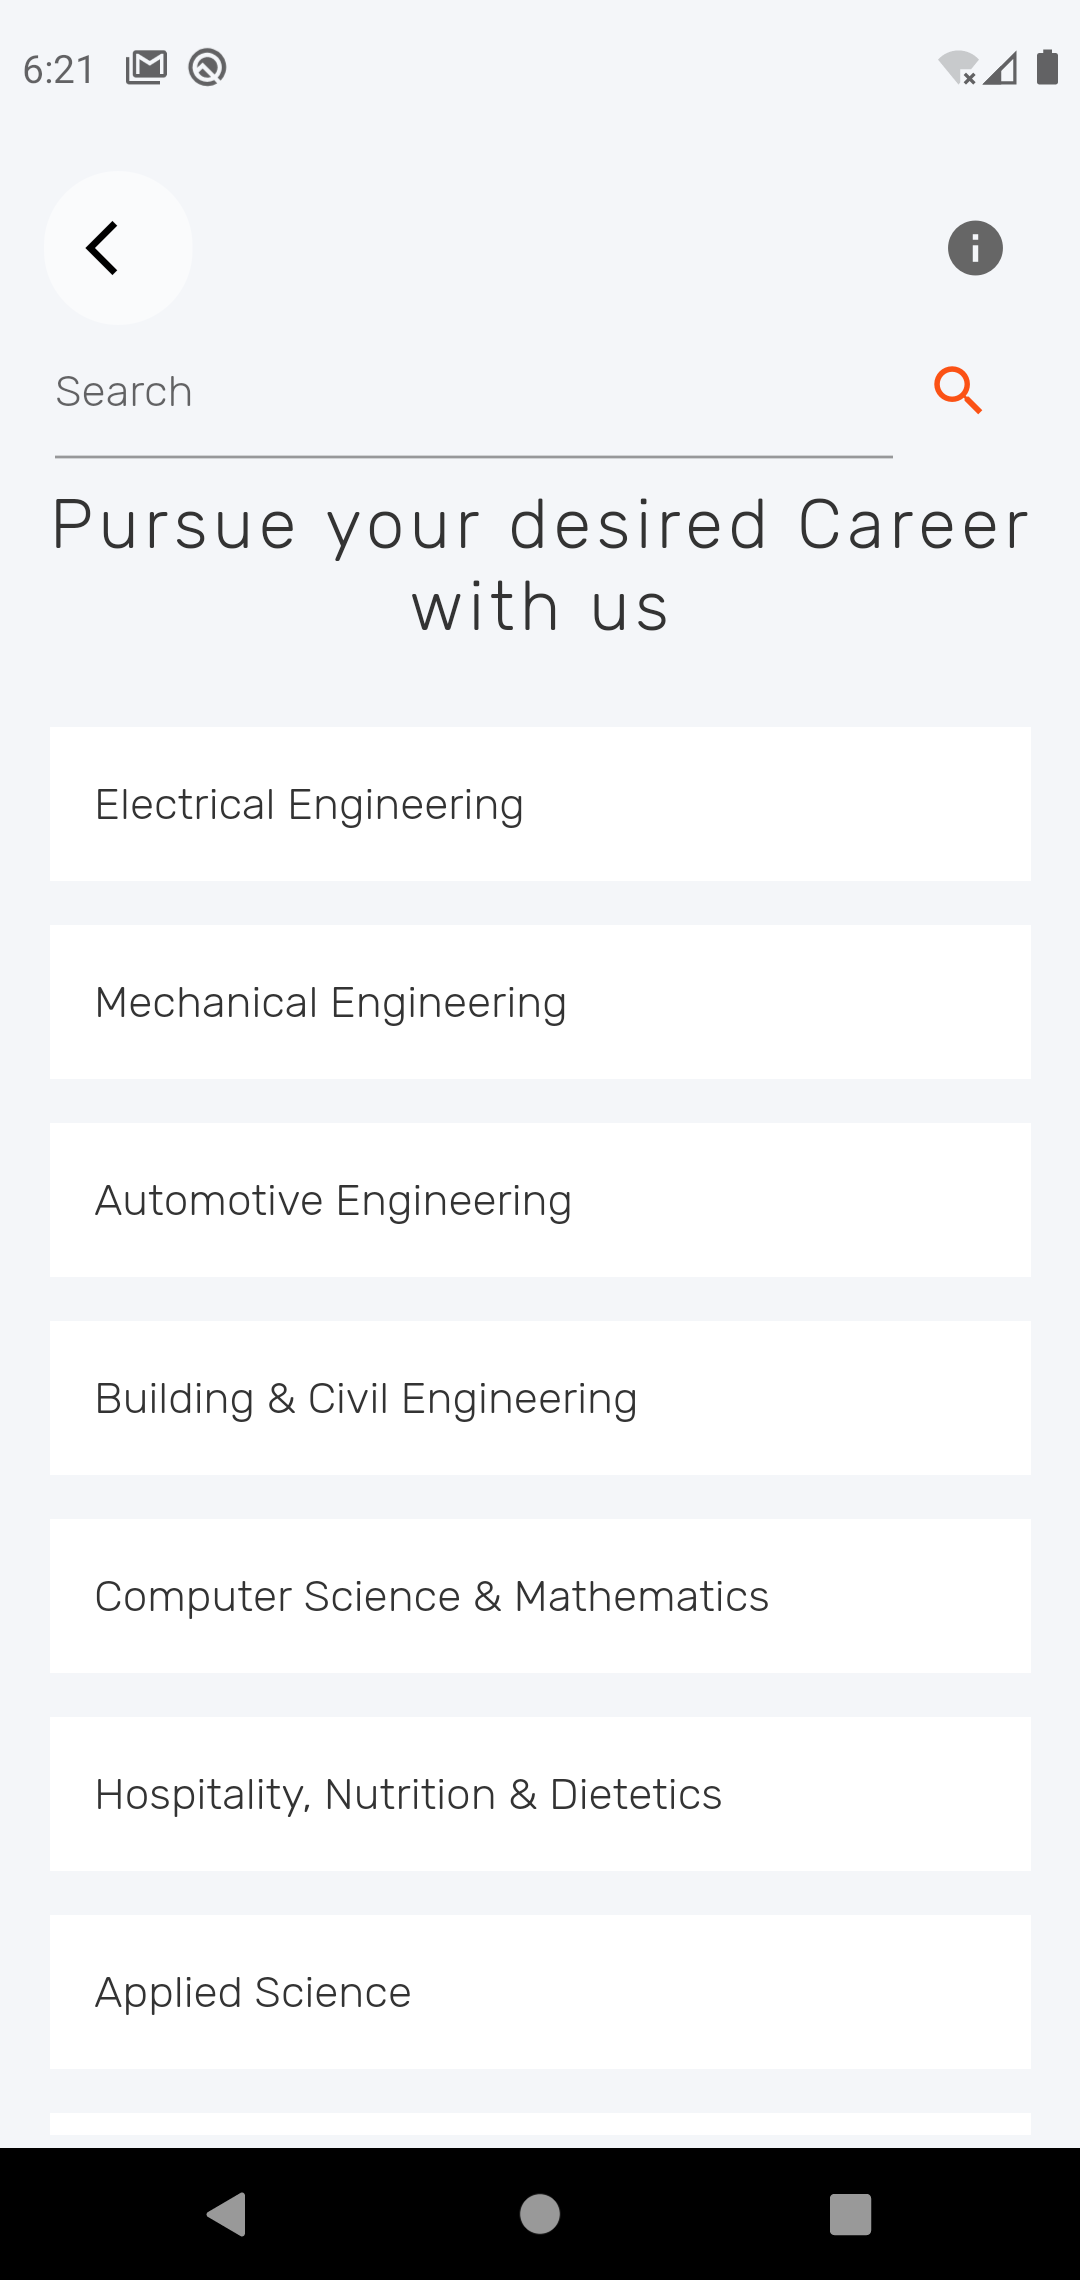 6:21
Search
Pursue your desired Career
with us
Electrical Engineering
Mechanical Engineering
Automotive Engineering
Building & Civil Engineering
Computer Science & Mathematics
Hospitality, Nutrition & Dietetics
Applied Science